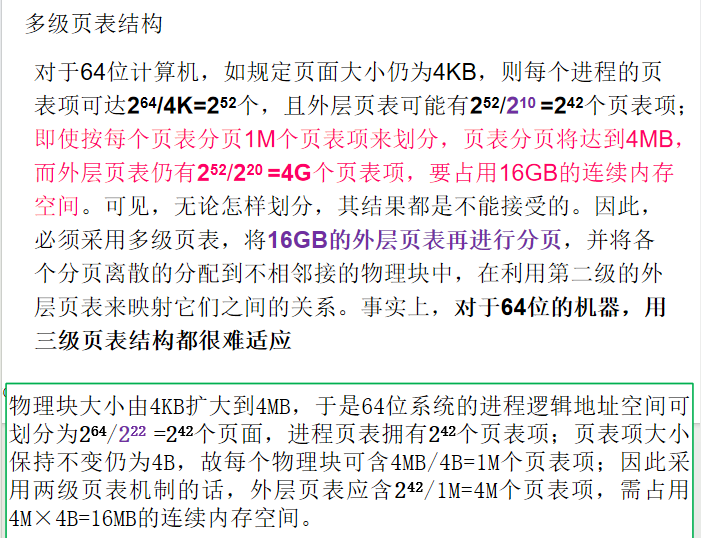 多级页表结构
对于64位计算机，如规定页面大小仍为4KB，则每个进程的页
表项可达2⁶⁴/4K=2⁵²个，且外层页表可能有2⁵²/2¹⁰ =2⁴²个页表项；
即使按每个页表分页1M个页表项来划分，页表分页将达到4MB，
而外层页表仍有2⁵²/2²⁰ =4G个页表项，要占用16GB的连续内存
空间。可见，无论怎样划分，其结果都是不能接受的。因此，
必须采用多级页表，将16GB的外层页表再进行分页，并将各
个分页离散的分配到不相邻接的物理块中，在利用第二级的外
层页表来映射它们之间的关系。事实上，对于64位的机器，用
三级页表结构都很难适应
物理块大小由4KB扩大到4MB，于是64位系统的进程逻辑地址空间可
划分为2⁶⁴/2²² =2⁴²个页面，进程页表拥有2⁴²个页表项；页表项大小
保持不变仍为4B，故每个物理块可含4MB/4B=1M个页表项；因此采
用两级页表机制的话，外层页表应含2⁴²/1M=4M个页表项，需占用
4M×4B=16MB的连续内存空间。